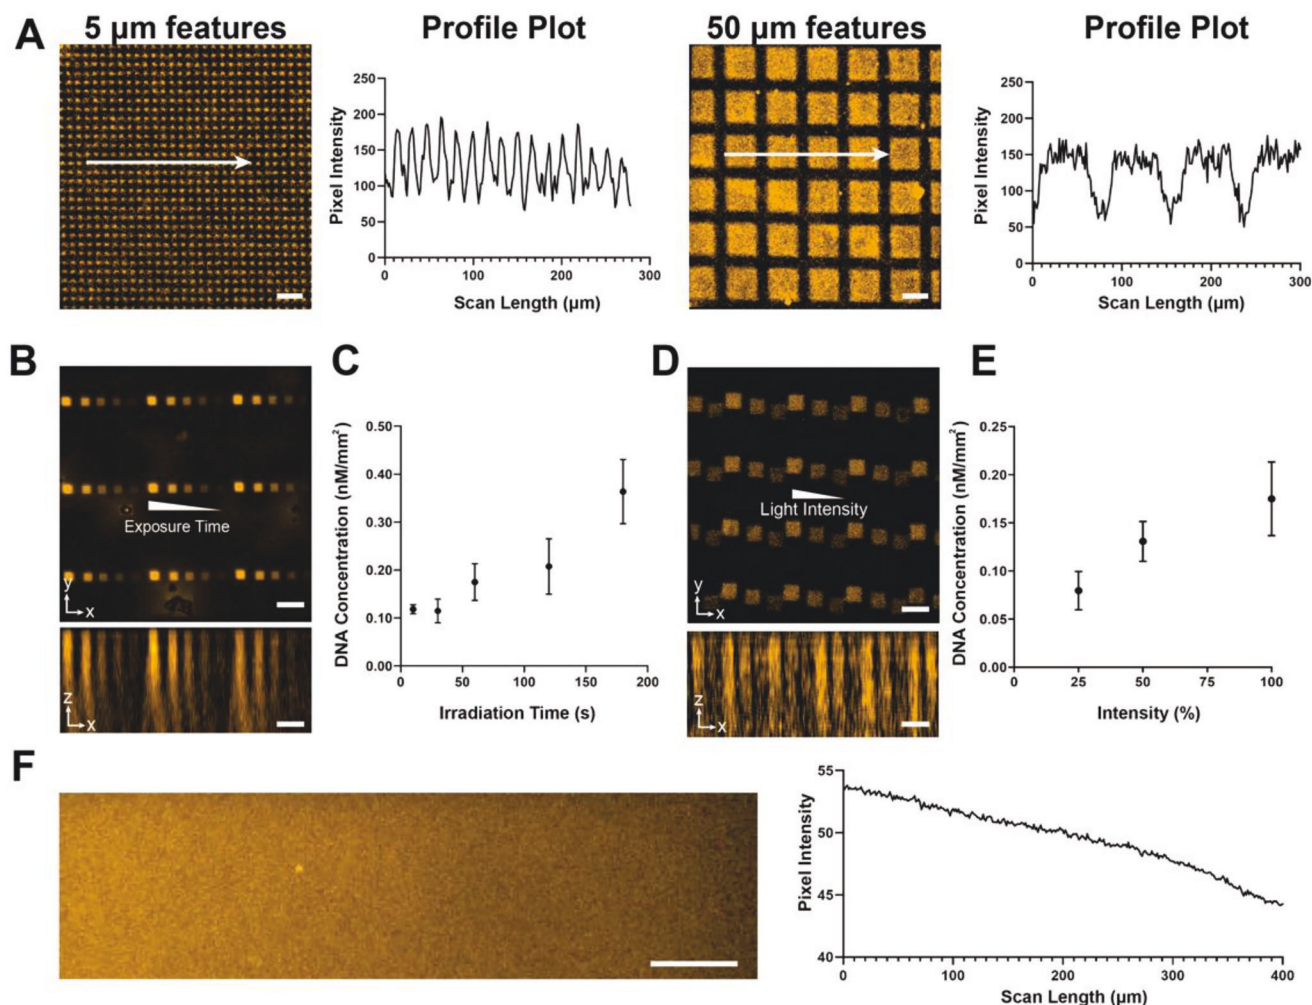 A
5 µm features
Profile Plot
50 µm features
Profile Plot
Pixel Intensity
250
200
150
100
50
0
0
100
200
300
Scan Length (µm)
Pixel Intensity
250
200
150
100
50
0
0
100
200
300
Scan Length (µm)
B
Exposure Time
y
x
z
x
C
DNA Concentration (nM/mm²)
0.50
0.40
0.30
0.20
0.10
0.00
0
50
100
150
200
Irradiation Time (s)
D
Light Intensity
y
x
z
x
E
DNA Concentration (nM/mm²)
0.25
0.20
0.15
0.10
0.05
0.00
0
25
50
75
100
Intensity (%)
F
Pixel Intensity
55
50
45
40
0
100
200
300
400
Scan Length (µm)